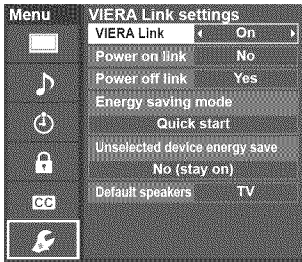 Menu
VIERA Link settings
VIERA Link On
Power on link No
Power off link Yes
Energy saving mode
Quick start
Unselected device energy save
No (stay on)
Default speakers TV
CC